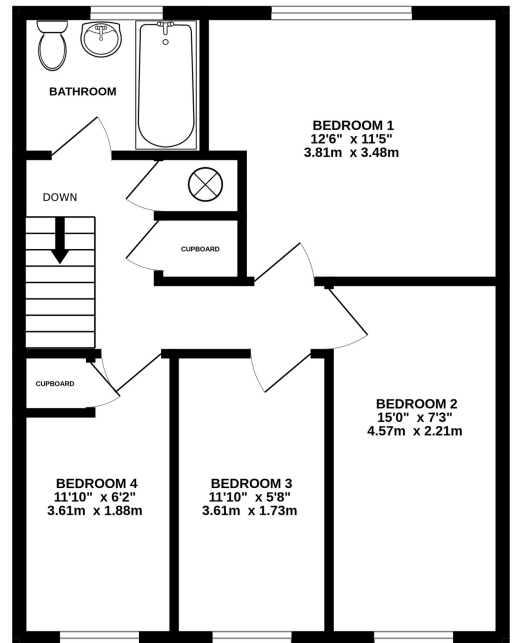 BATHROOM
BEDROOM 1
12'6" x 11'5"
3.81m x 3.48m
DOWN
CUPBOARD
CUPBOARD
BEDROOM 2
15'0" x 7'3"
4.57m x 2.21m
BEDROOM 4
11'10" x 6'2"
3.61m x 1.88m
BEDROOM 3
11'10" x 5'8"
3.61m x 1.73m